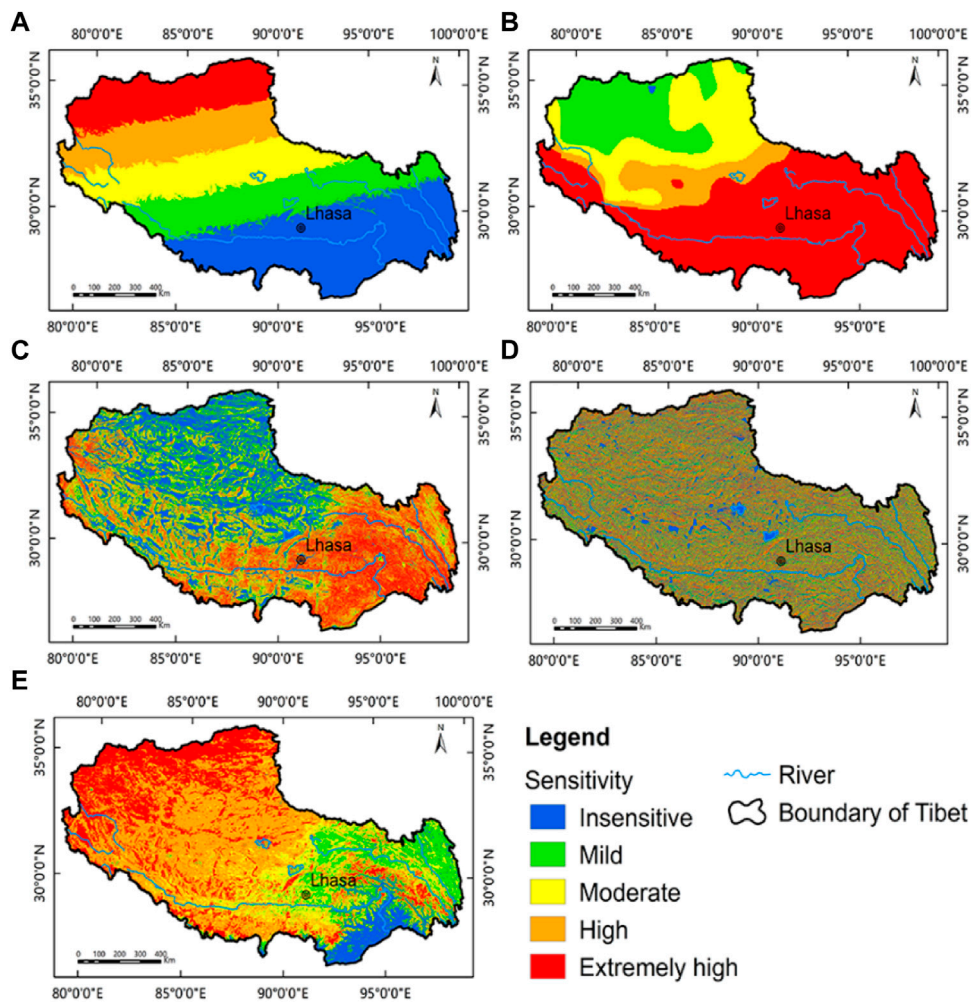 A
80°0'0"E 85°0'0"E 90°0'0"E 95°0'0"E 100°0'0"E
35°0'0"N
30°0'0"N
N
35°0'0"N
30°0'0"N
Lhasa
0 100 200 300 400 Km
80°0'0"E 85°0'0"E 90°0'0"E 95°0'0"E
B
80°0'0"E 85°0'0"E 90°0'0"E 95°0'0"E 100°0'0"E
35°0'0"N
30°0'0"N
N
35°0'0"N
30°0'0"N
Lhasa
0 100 200 300 400 Km
80°0'0"E 85°0'0"E 90°0'0"E 95°0'0"E
C
80°0'0"E 85°0'0"E 90°0'0"E 95°0'0"E 100°0'0"E
35°0'0"N
30°0'0"N
N
35°0'0"N
30°0'0"N
Lhasa
0 100 200 300 400 Km
80°0'0"E 85°0'0"E 90°0'0"E 95°0'0"E
D
80°0'0"E 85°0'0"E 90°0'0"E 95°0'0"E 100°0'0"E
35°0'0"N
30°0'0"N
N
35°0'0"N
30°0'0"N
Lhasa
0 100 200 300 400 Km
80°0'0"E 85°0'0"E 90°0'0"E 95°0'0"E
E
80°0'0"E 85°0'0"E 90°0'0"E 95°0'0"E 100°0'0"E
35°0'0"N
30°0'0"N
N
35°0'0"N
30°0'0"N
Lhasa
0 100 200 300 400 Km
80°0'0"E 85°0'0"E 90°0'0"E 95°0'0"E
Legend
Sensitivity
Insensitive
Mild
Moderate
High
Extremely high
River
Boundary of Tibet